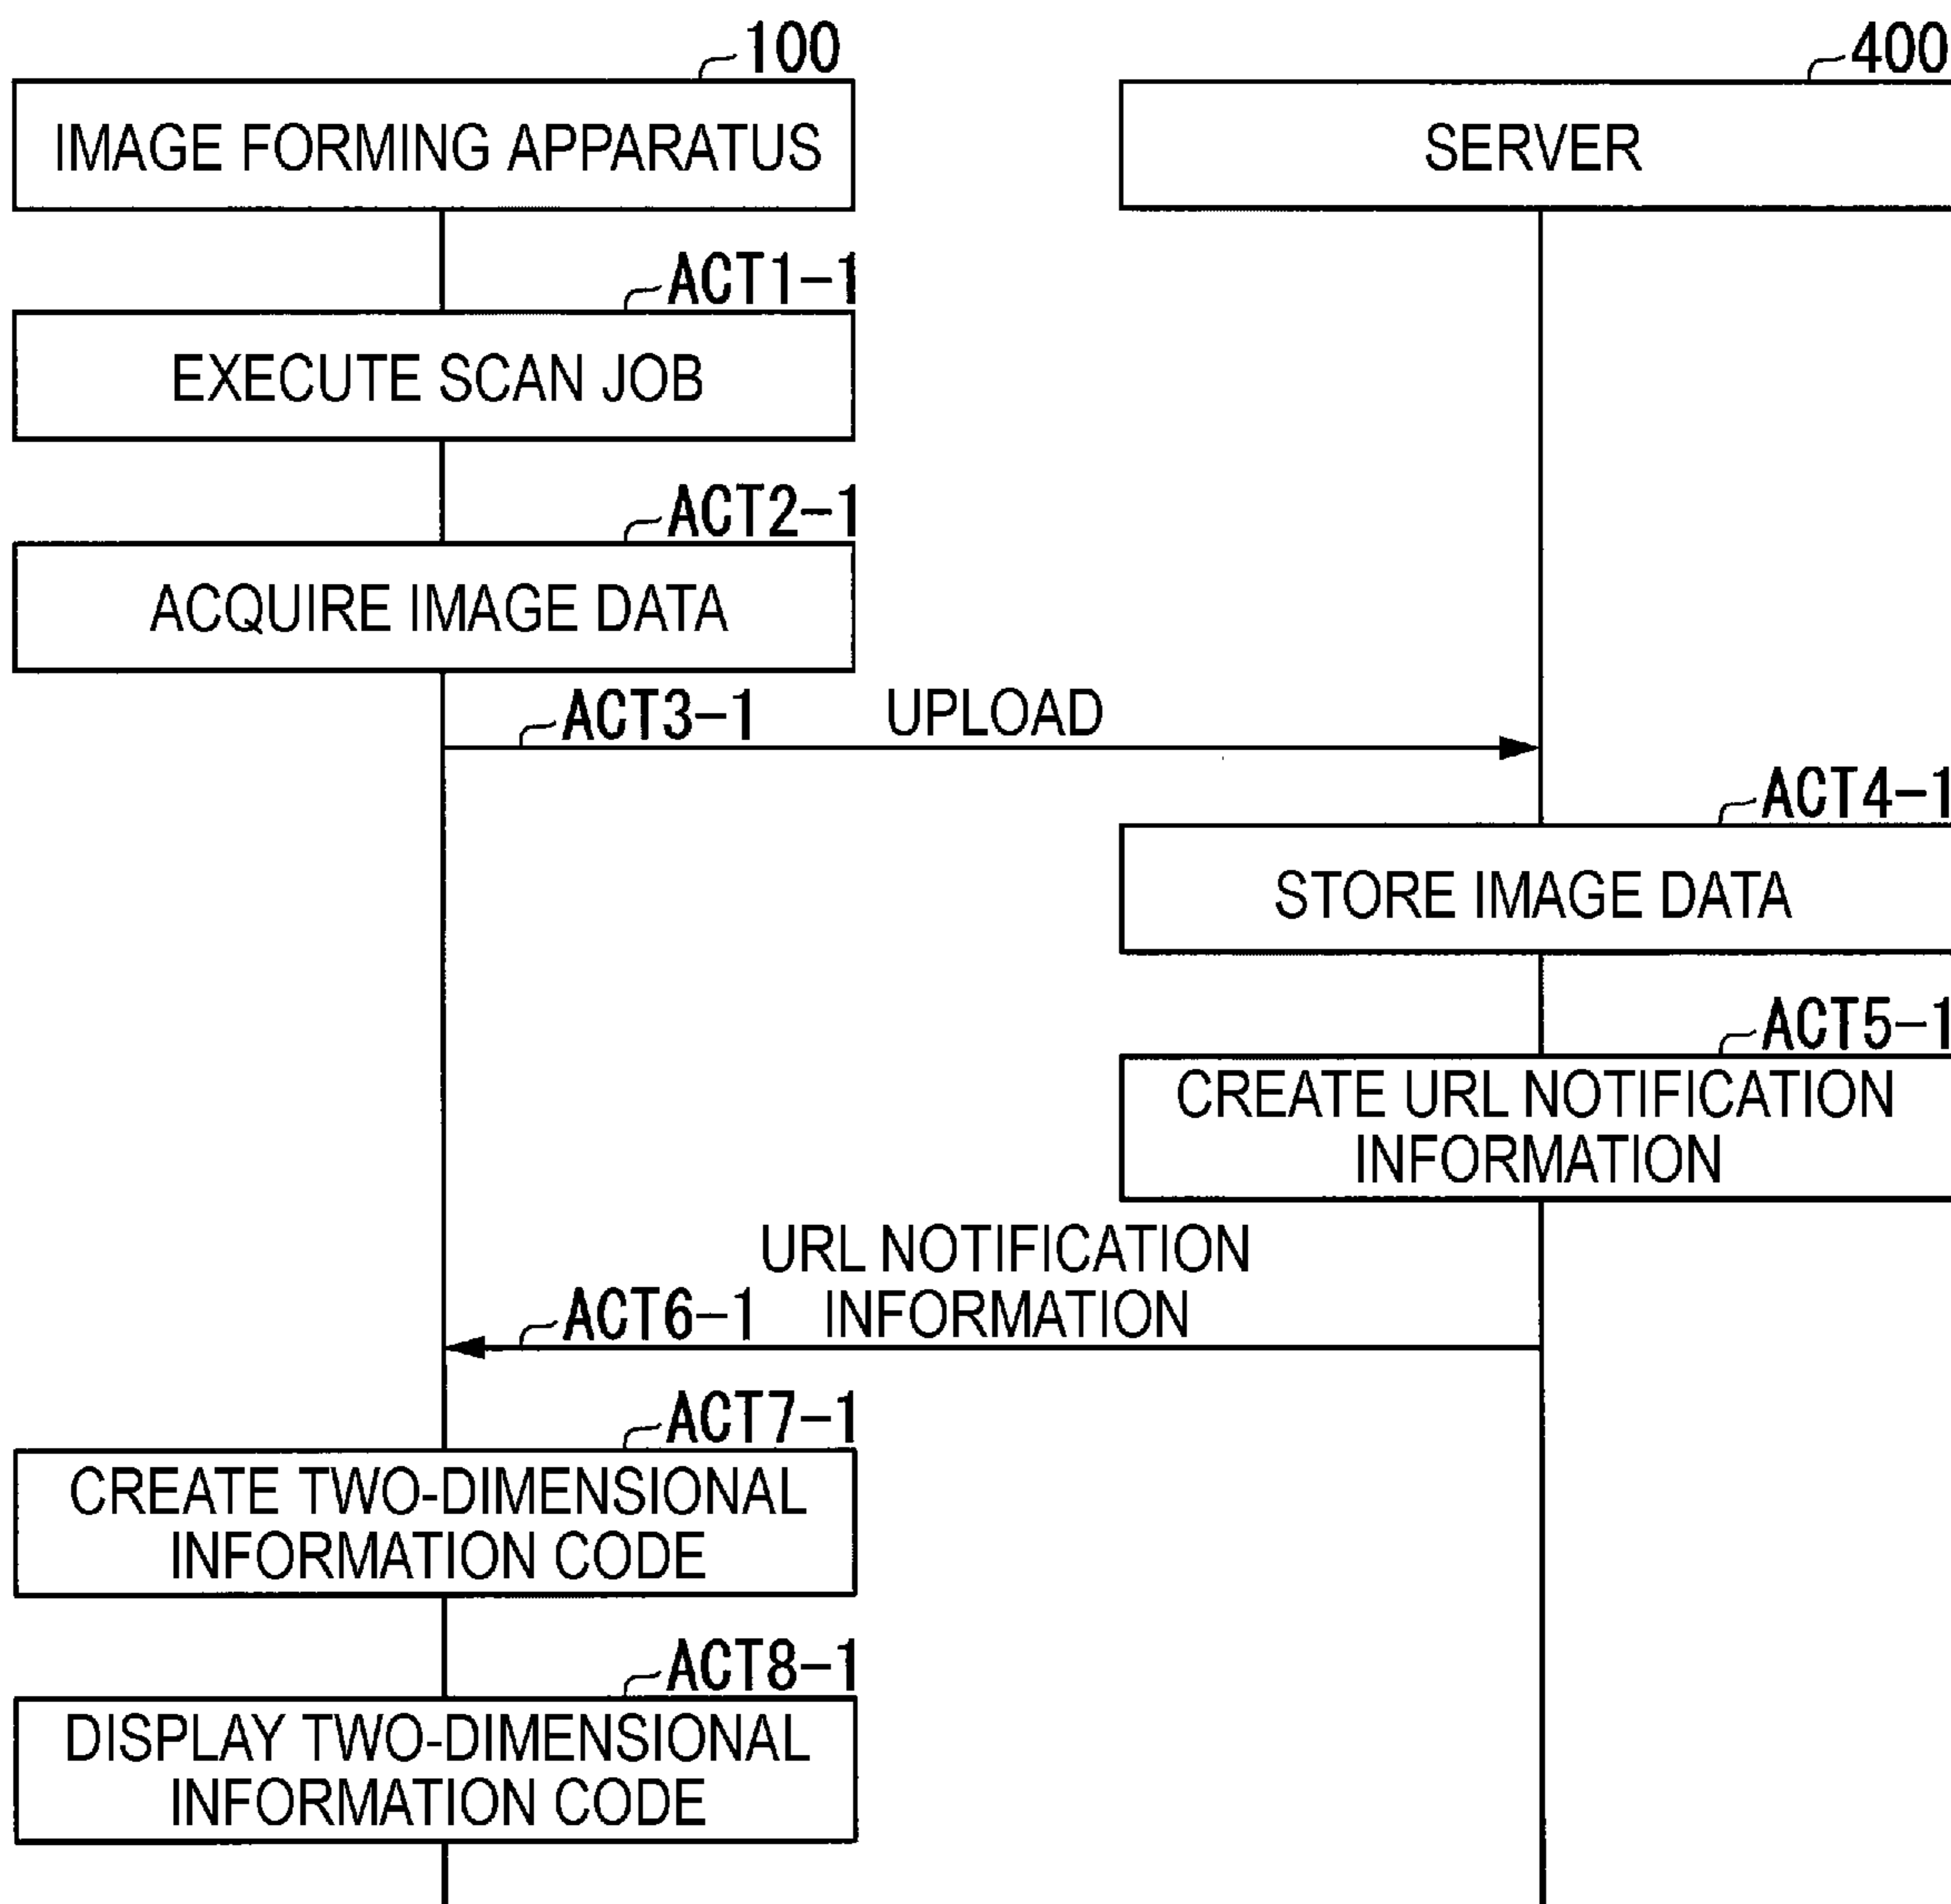 100
400
IMAGE FORMING APPARATUS
SERVER
ACT1-1
EXECUTE SCAN JOB
ACT2-1
ACQUIRE IMAGE DATA
ACT3-1 UPLOAD
ACT4-1
STORE IMAGE DATA
ACT5-1
CREATE URL NOTIFICATION
INFORMATION
URL NOTIFICATION
INFORMATION
ACT6-1
ACT7-1
CREATE TWO-DIMENSIONAL
INFORMATION CODE
ACT8-1
DISPLAY TWO-DIMENSIONAL
INFORMATION CODE